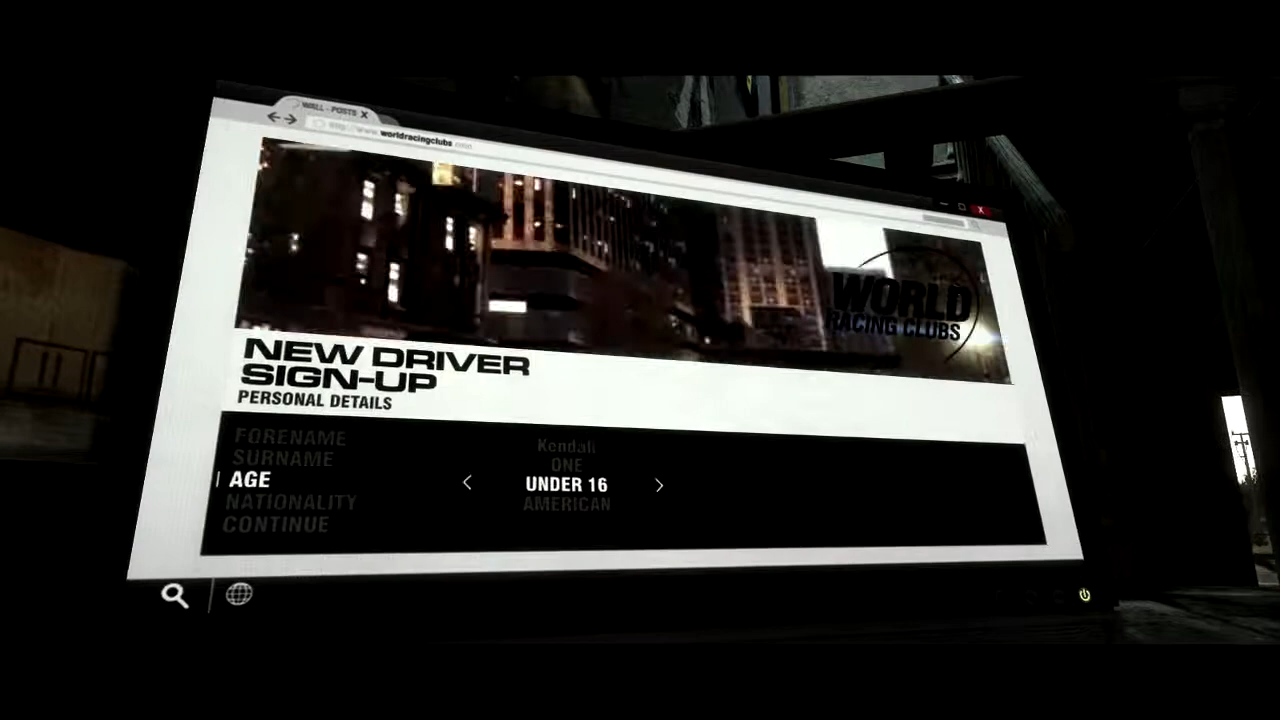 WALL - POSTS X
http://www.worldracingclubs.com
X
WORLD
RACING CLUBS
NEW DRIVER
SIGN-UP
PERSONAL DETAILS
FORENAME Kendall
SURNAME ONE
AGE < UNDER 16 >
NATIONALITY AMERICAN
CONTINUE